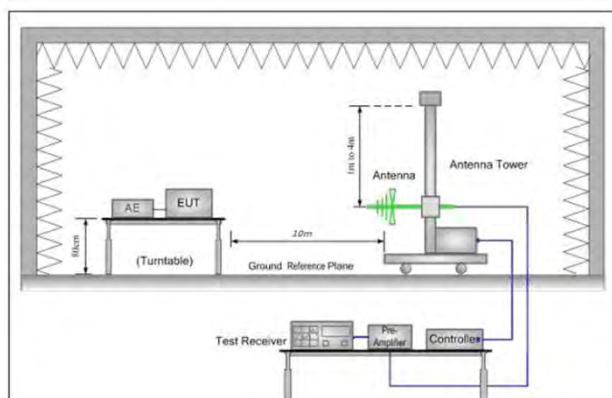 1m to 4m
Antenna
Antenna Tower
AE
EUT
10m
80cm
(Turntable)
Ground Reference Plane
Test Receiver
Pre-
Amplifier
Controller